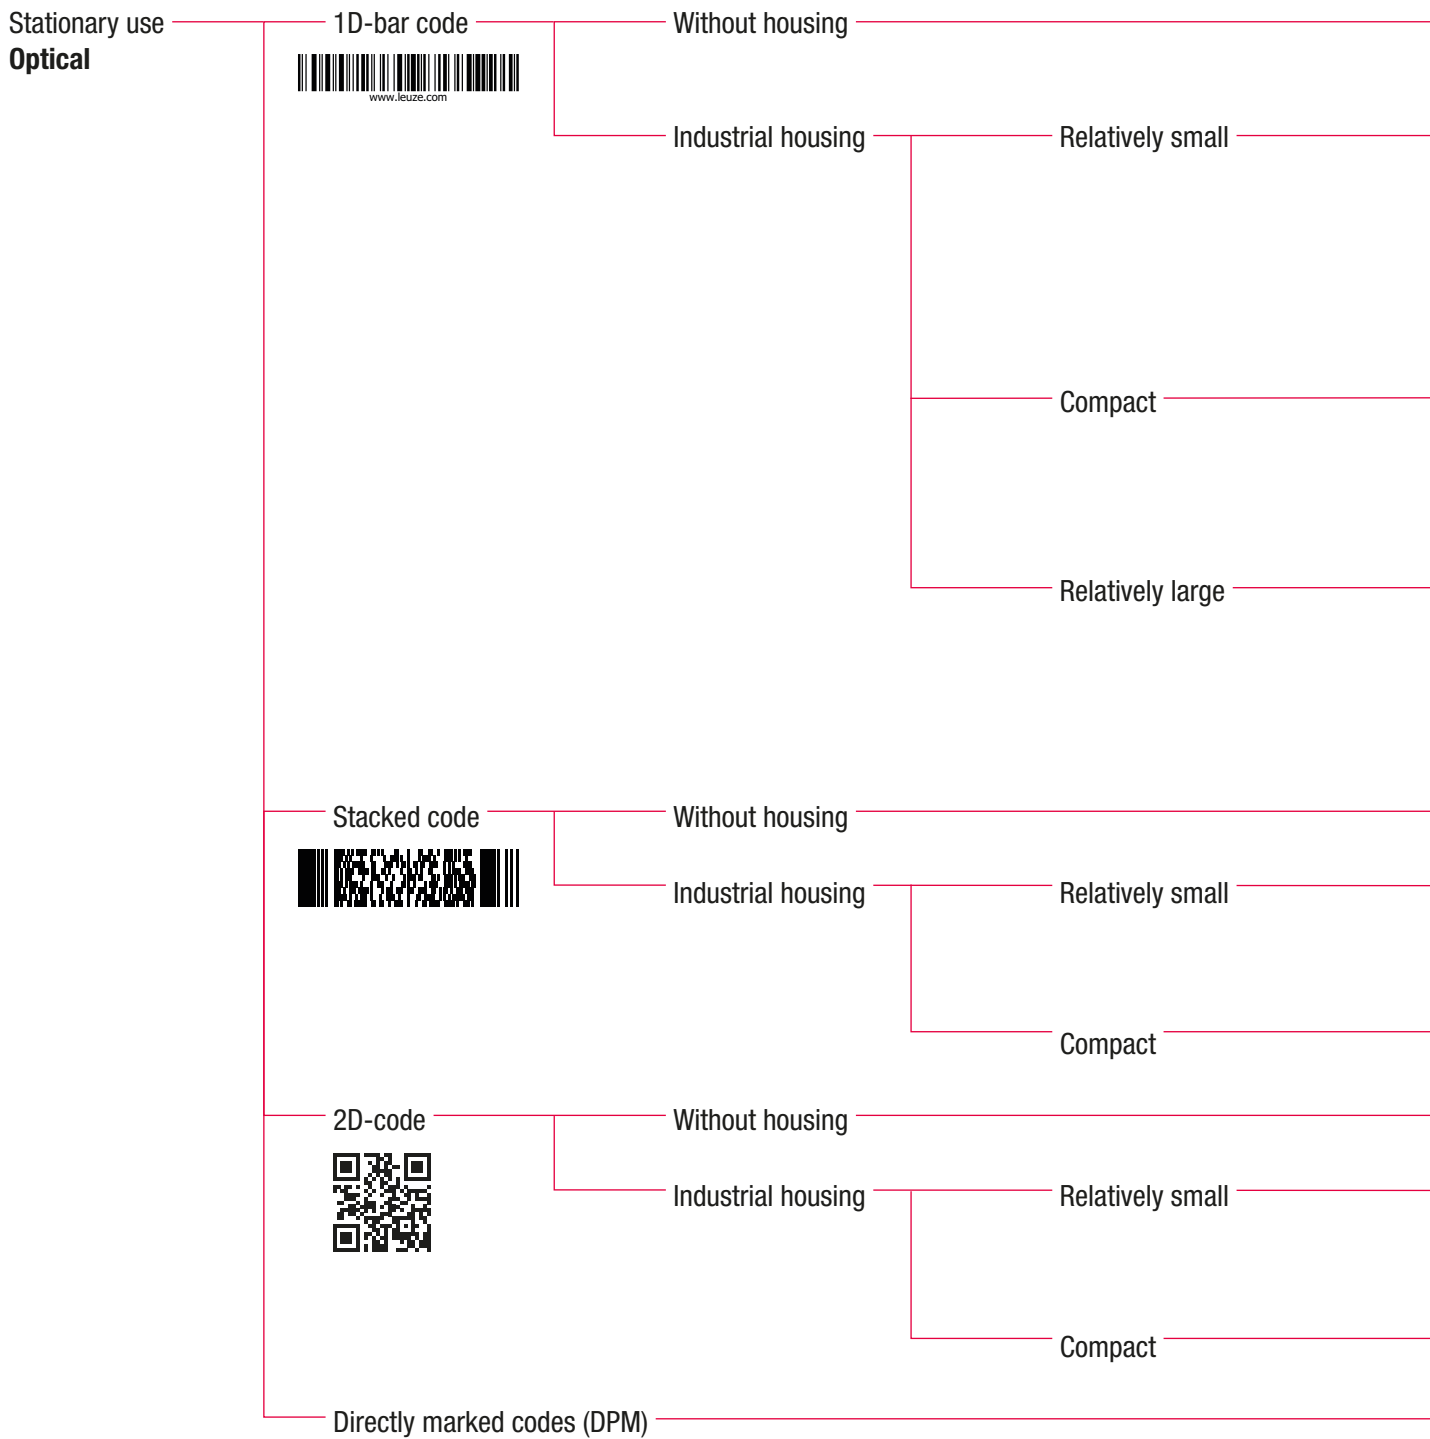 Stationary use
Optical
1D-bar code
www.leuze.com
Without housing
Industrial housing
Relatively small
Compact
Relatively large
Stacked code
Without housing
Industrial housing
Relatively small
Compact
2D-code
Without housing
Industrial housing
Relatively small
Compact
Directly marked codes (DPM)